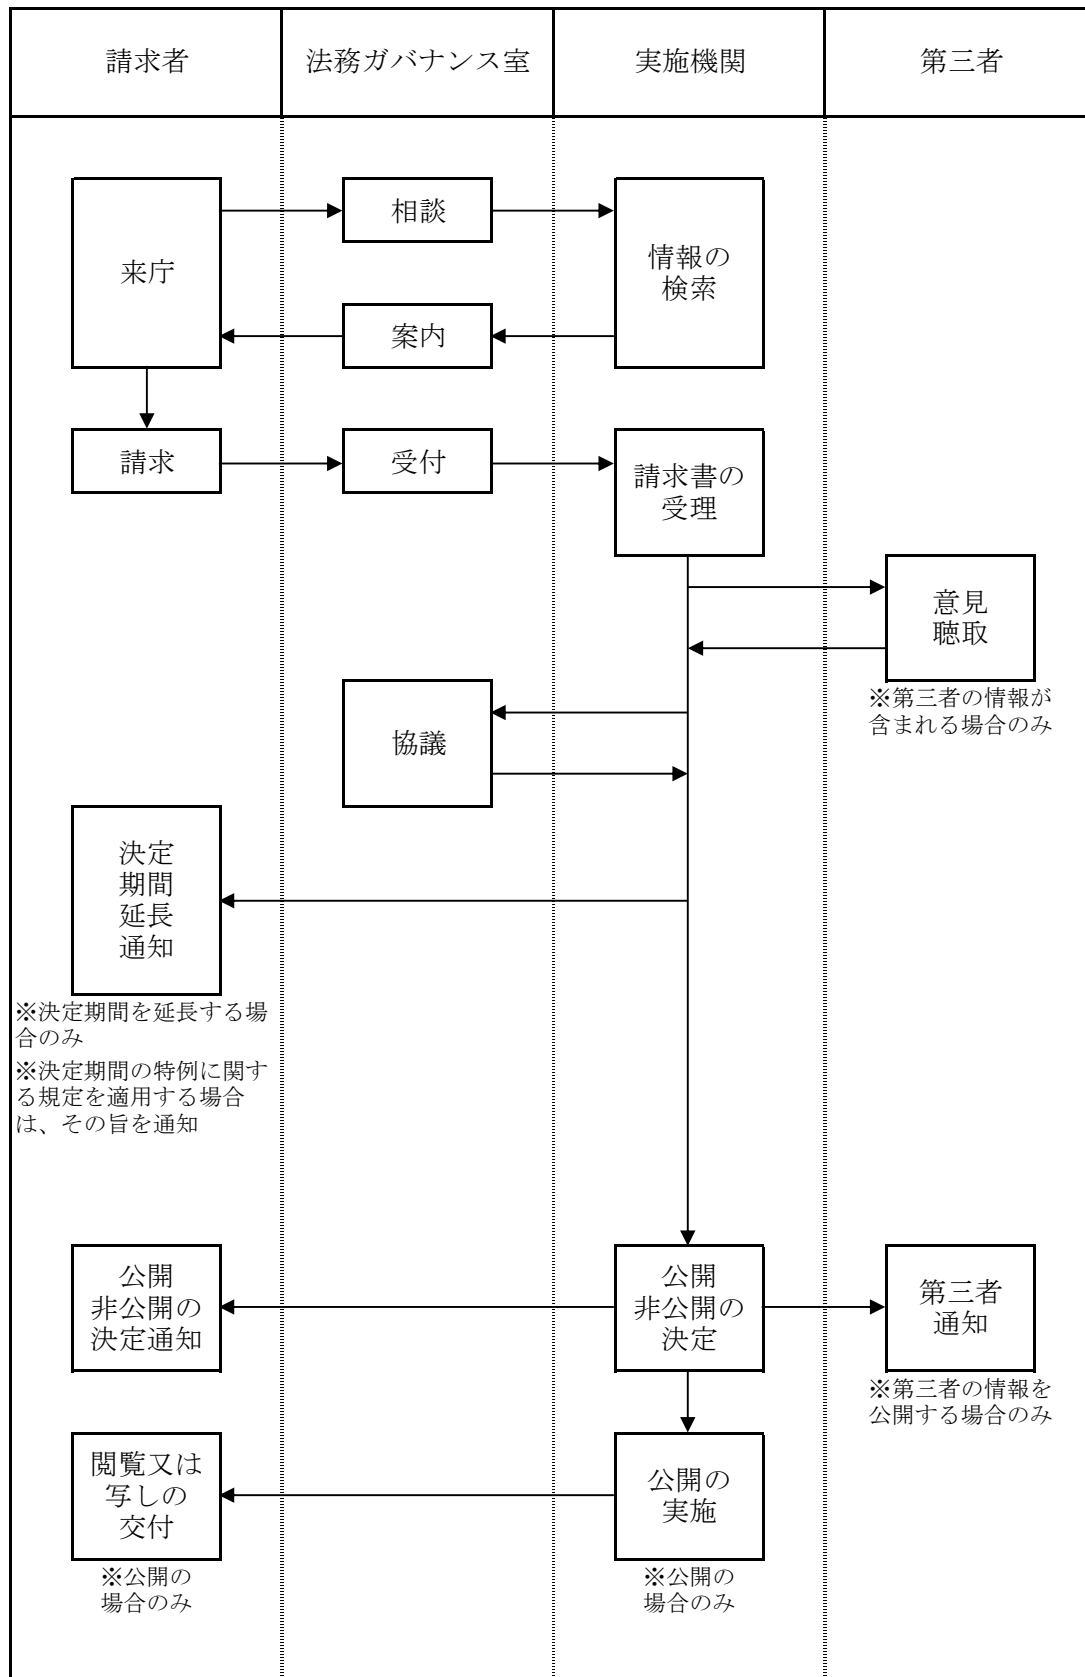 請求者
法務ガバナンス室
実施機関
第三者
来庁
相談
情報の
検索
案内
請求
受付
請求書の
受理
意見
聴取
※第三者の情報が
含まれる場合のみ
協議
決定
期間
延長
通知
※決定期間を延長する場
合のみ
※決定期間の特例に関す
る規定を適用する場合
は、その旨を通知
公開
非公開の
決定通知
公開
非公開の
決定
第三者
通知
※第三者の情報を
公開する場合のみ
閲覧又は
写しの
交付
※公開の
場合のみ
公開の
実施
※公開の
場合のみ